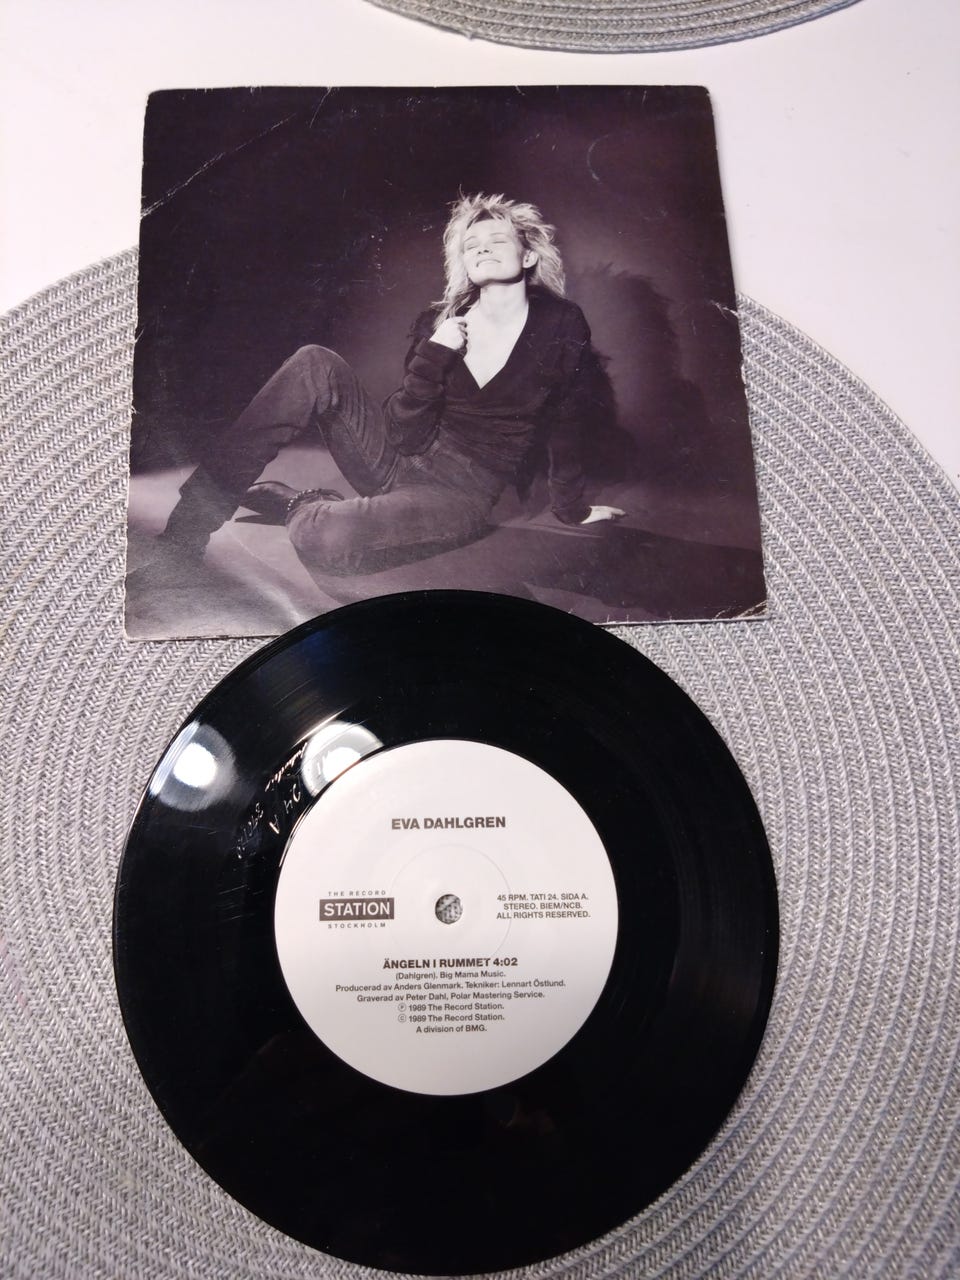 EVA DAHLGREN
THE RECORD
STATION
STOCKHOLM
45 RPM. TATI 24. SIDA A.
STEREO. BIEM/NCB.
ALL RIGHTS RESERVED.
ÄNGELN I RUMMET 4:02
(Dahlgren). Big Mama Music.
Producerad av Anders Glenmark. Tekniker: Lennart Östlund.
Graverad av Peter Dahl, Polar Mastering Service.
Ⓟ 1989 The Record Station.
© 1989 The Record Station.
A division of BMG.